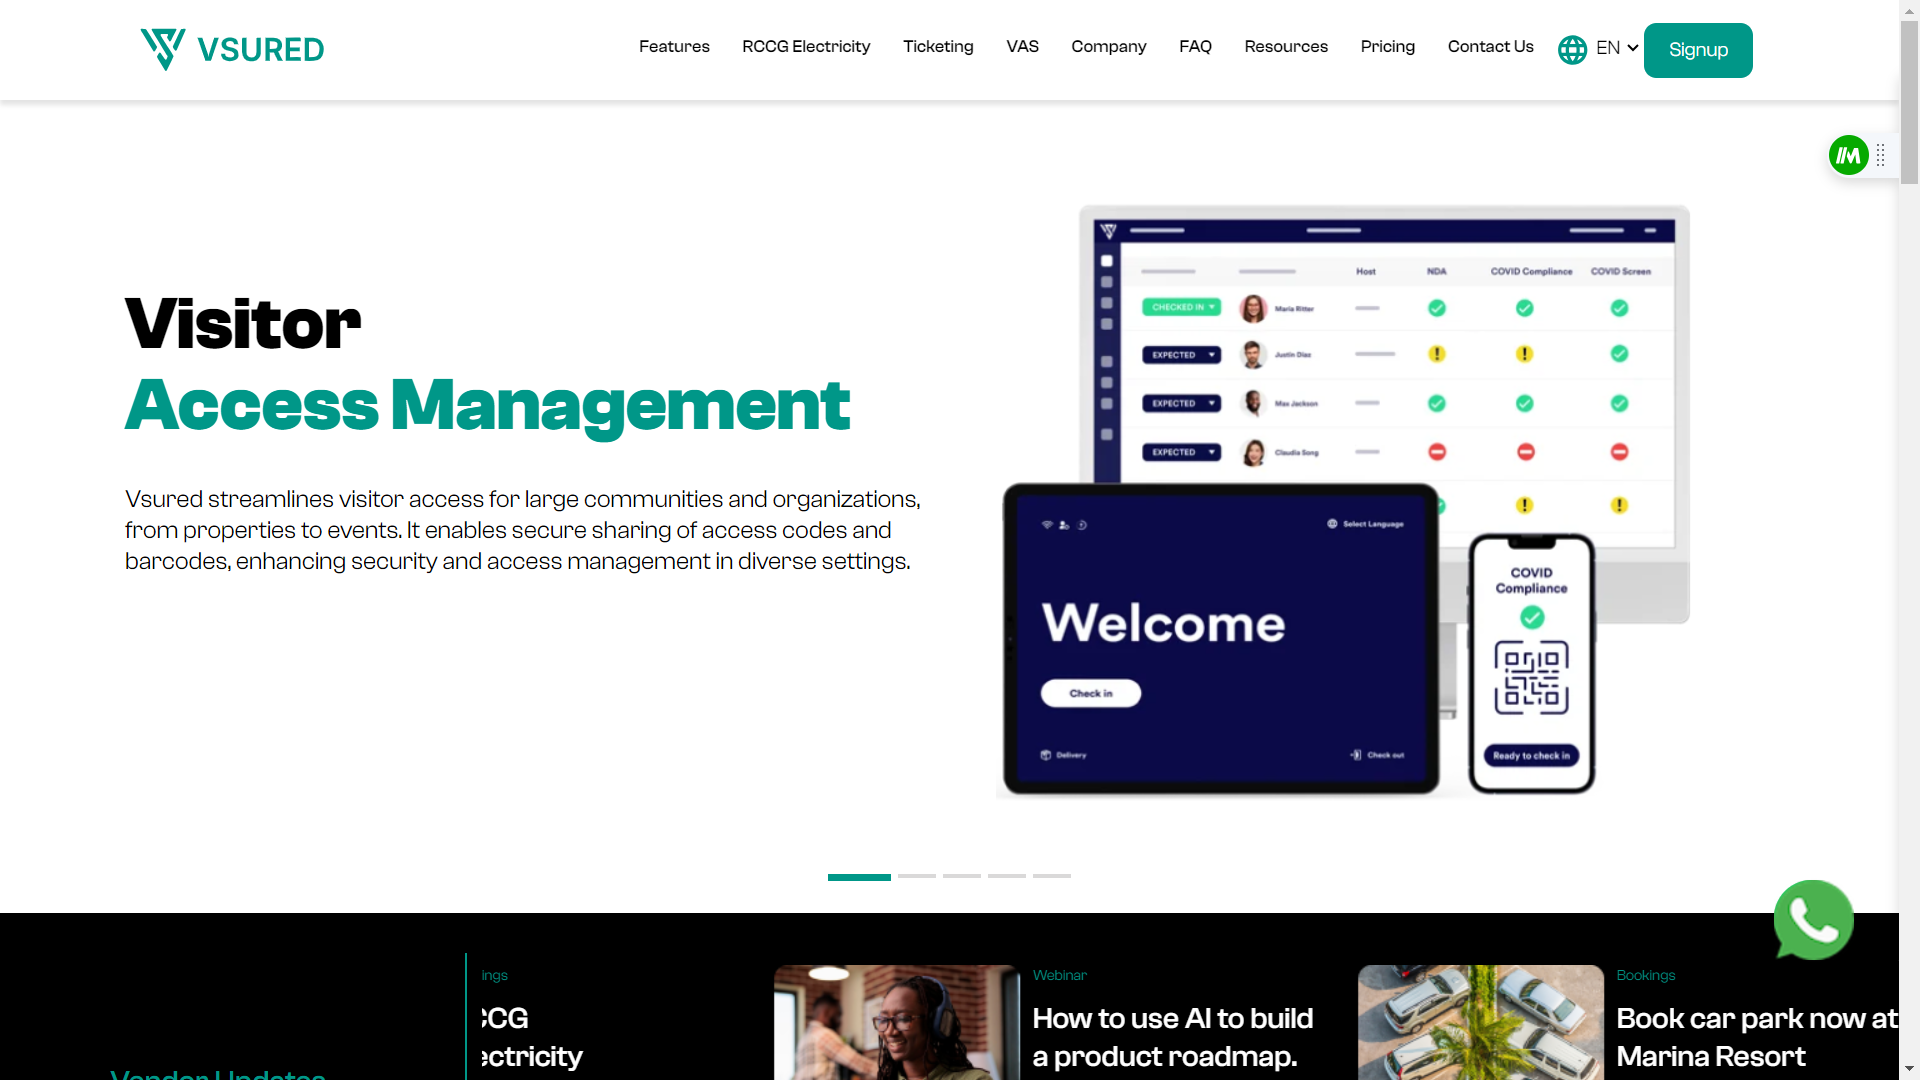 VSURED
Features
RCCG Electricity
Ticketing
VAS
Company
FAQ
Resources
Pricing
Contact Us
EN
Signup
Visitor
Access Management
Vsured streamlines visitor access for large communities and organizations,
from properties to events. It enables secure sharing of access codes and
barcodes, enhancing security and access management in diverse settings.
Host
NDA
COVID Compliance
COVID Screen
CHECKED IN
Maria Ritter
EXPECTED
Justin Diaz
EXPECTED
Max Jackson
EXPECTED
Claudia Song
Select Language
Welcome
Check in
Delivery
Check out
COVID
Compliance
Ready to check in
Vendor Updates
ings
CCG
ectricity
Webinar
How to use AI to build
a product roadmap.
Bookings
Book car park now at
Marina Resort